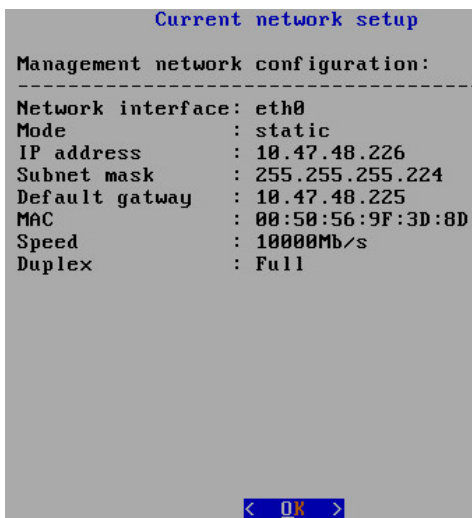 Current network setup
Management network configuration:
----------------------------------------
Network interface: eth0
Mode : static
IP address : 10.47.48.226
Subnet mask : 255.255.255.224
Default gatway : 10.47.48.225
MAC : 00:50:56:9F:3D:8D
Speed : 10000Mb/s
Duplex : Full
< OK >